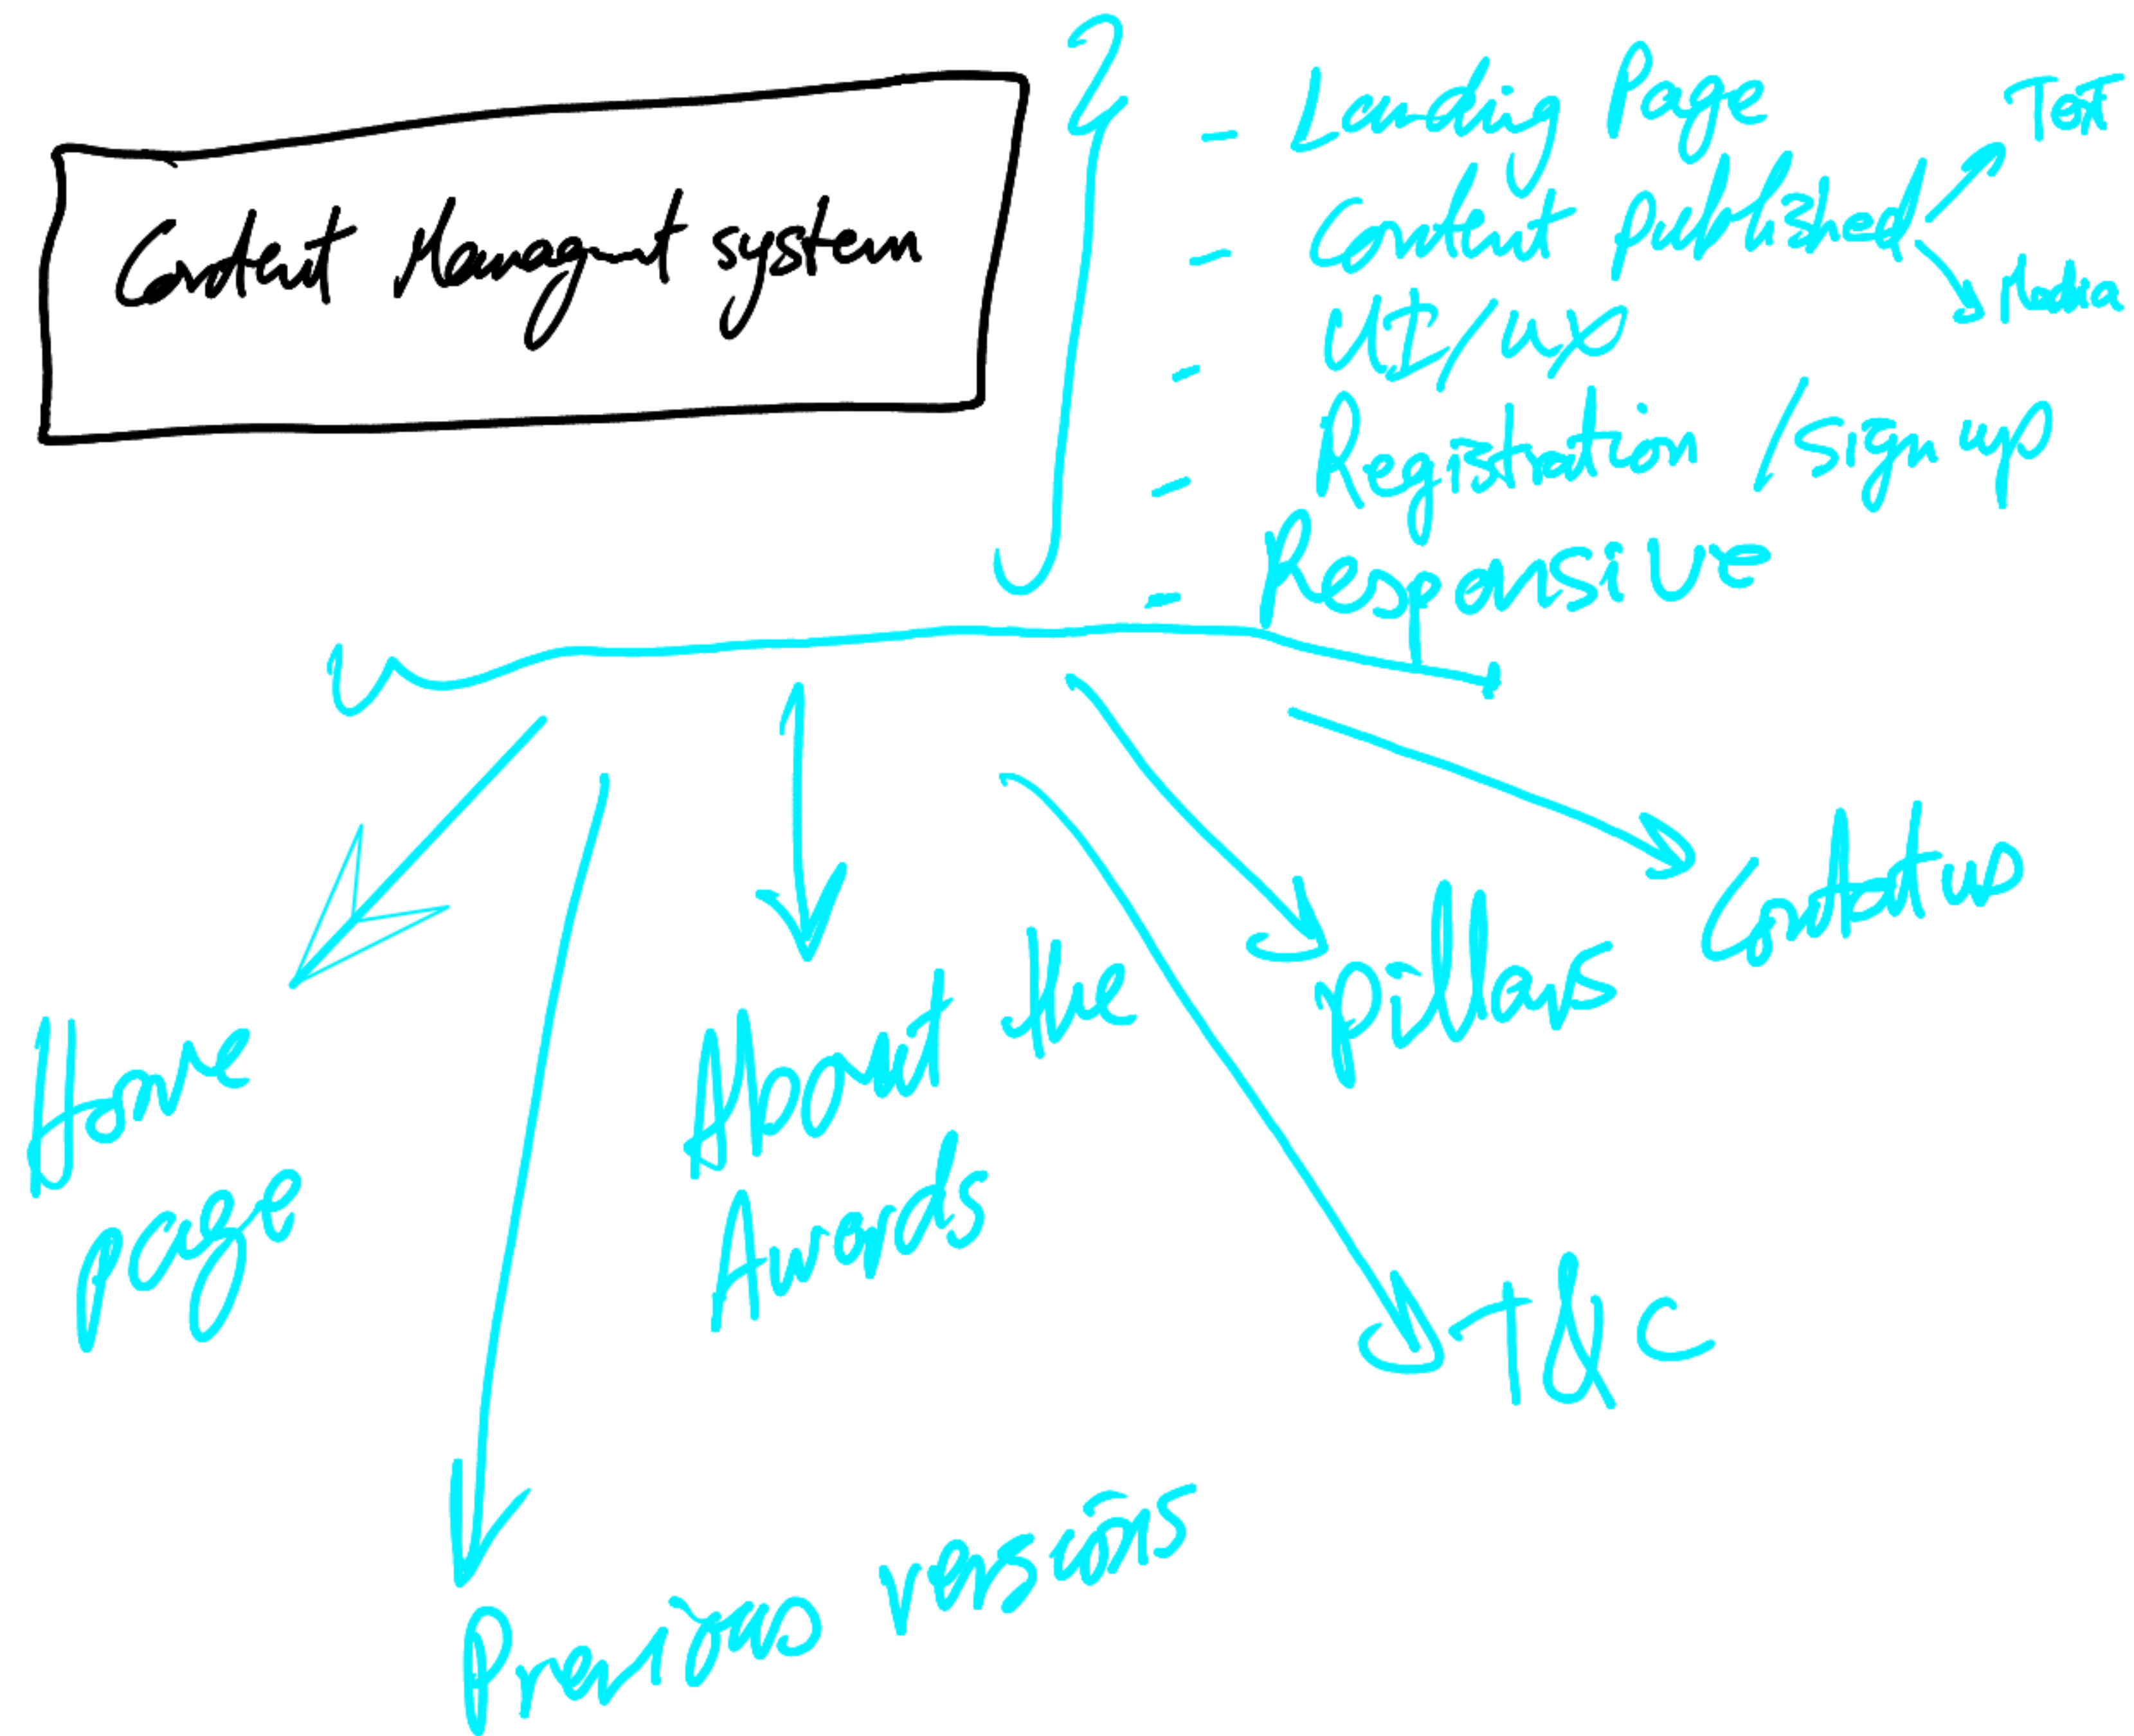 Content Managment system
- Landing Page
- Content published
Text
Media
- UI/UX
- Registration / sign up
- Responsive
Home
page
About the
Awards
pillars
Contact us
T & C
Previous versions